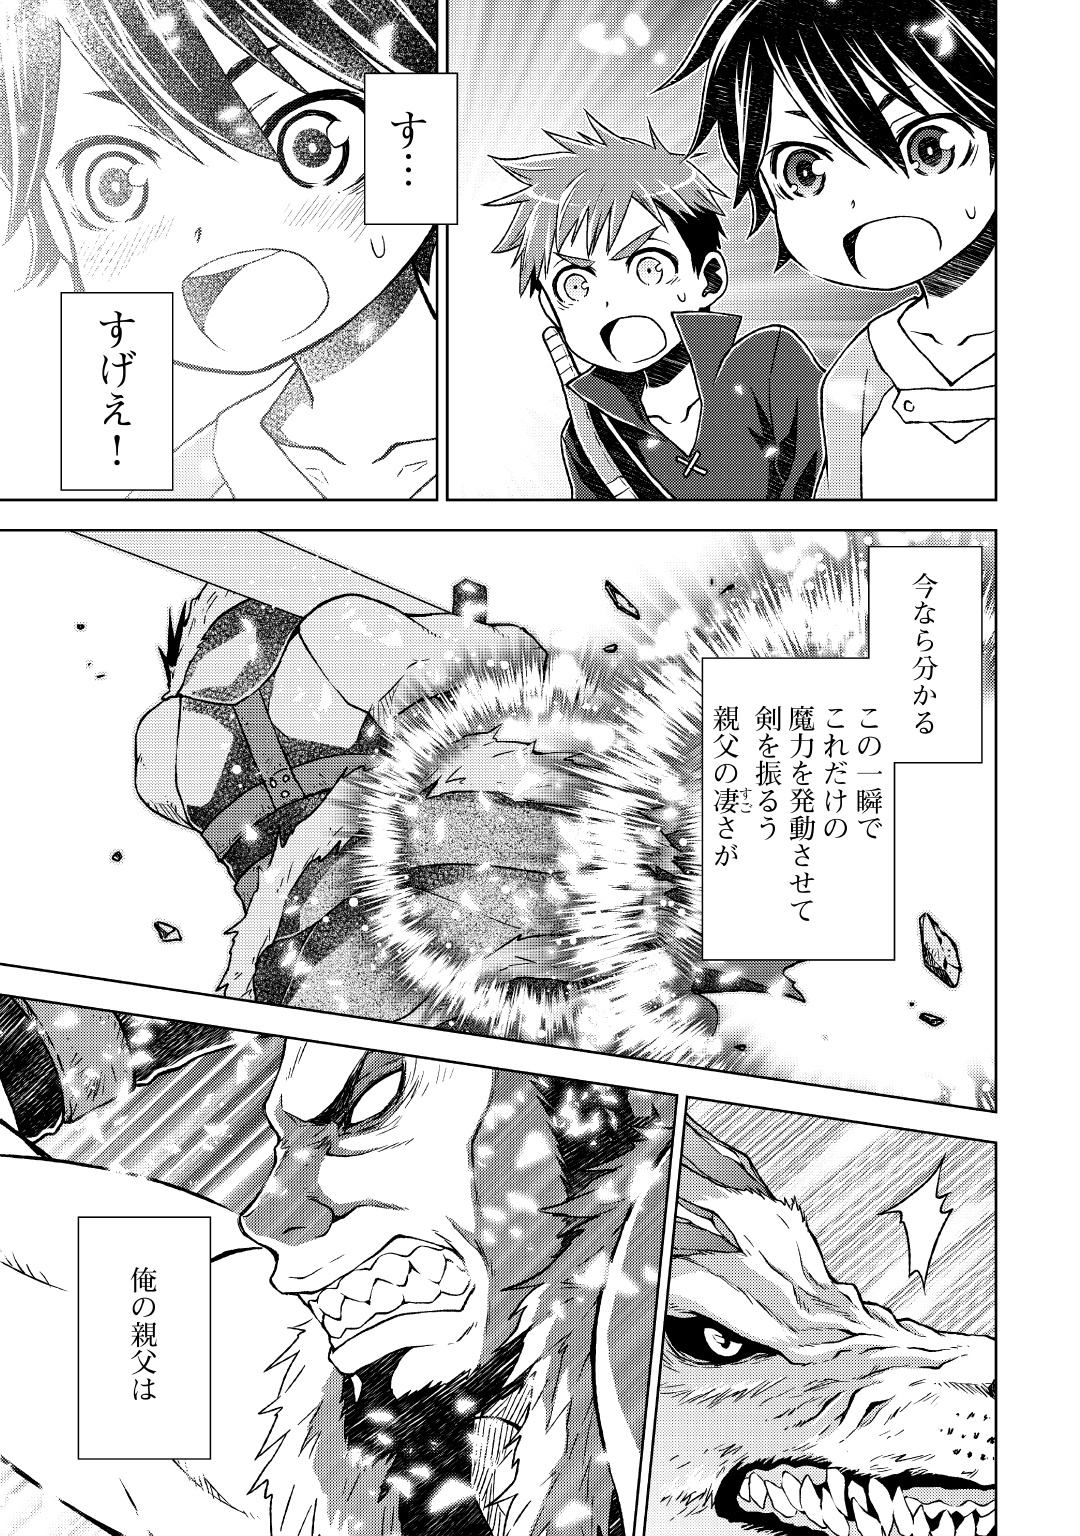 す…
すげえ！
今なら分かる
この一瞬で
これだけの
魔力を発動させて
剣を振るう
親父の凄さが
すご
俺の親父は